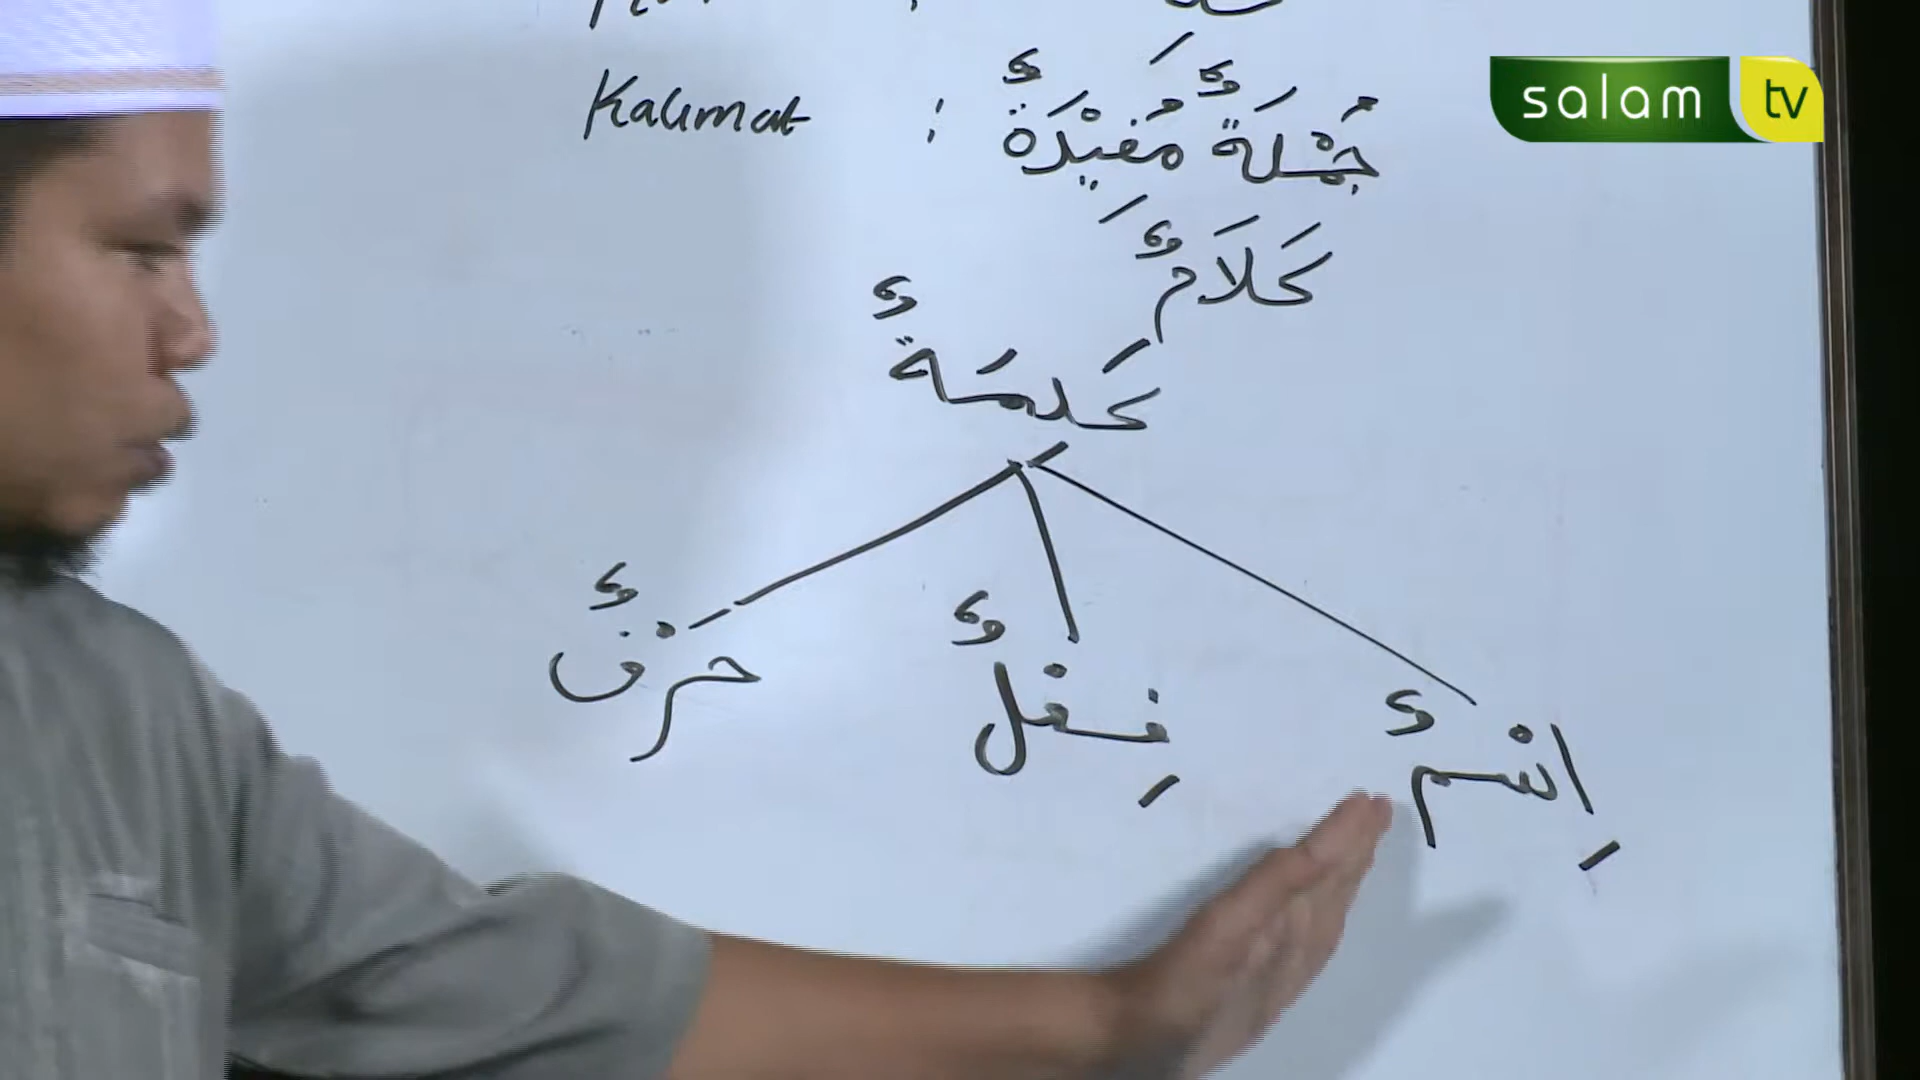 salam tv
Kalimat : جُمْلَةٌ مُفِيْدَةٌ
كَلَامٌ
كَلِمَةٌ
اِسْمٌ فِعْلٌ حَرْفٌ